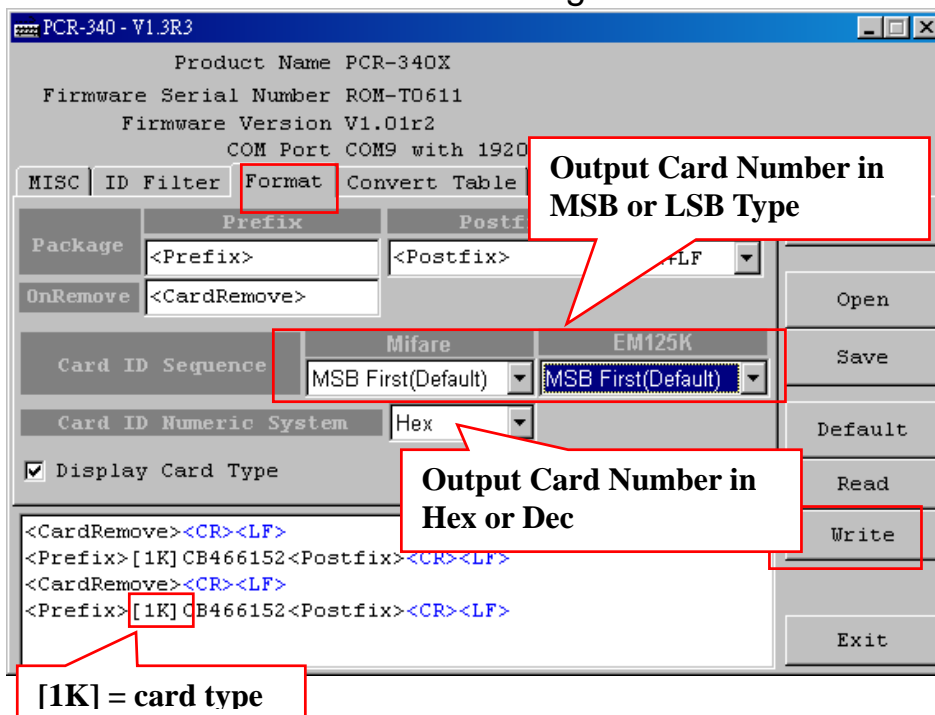 PCR-340 - V1.3R3
Product Name PCR-340X
Firmware Serial Number ROM-T0611
Firmware Version V1.01r2
COM Port COM9 with 1920
Output Card Number in
MSB or LSB Type
MISC ID Filter Format Convert Table
Prefix Postf
Package <Prefix> <Postfix> +LF
OnRemove <CardRemove>
Open
Mifare EM125K
Card ID Sequence MSB First(Default) MSB First(Default)
Save
Card ID Numeric System Hex
Default
Display Card Type
Output Card Number in
Hex or Dec
Read
Write
<CardRemove><CR><LF>
<Prefix>[1K]CB466152<Postfix><CR><LF>
<CardRemove><CR><LF>
<Prefix>[1K]CB466152<Postfix><CR><LF>
Exit
[1K] = card type